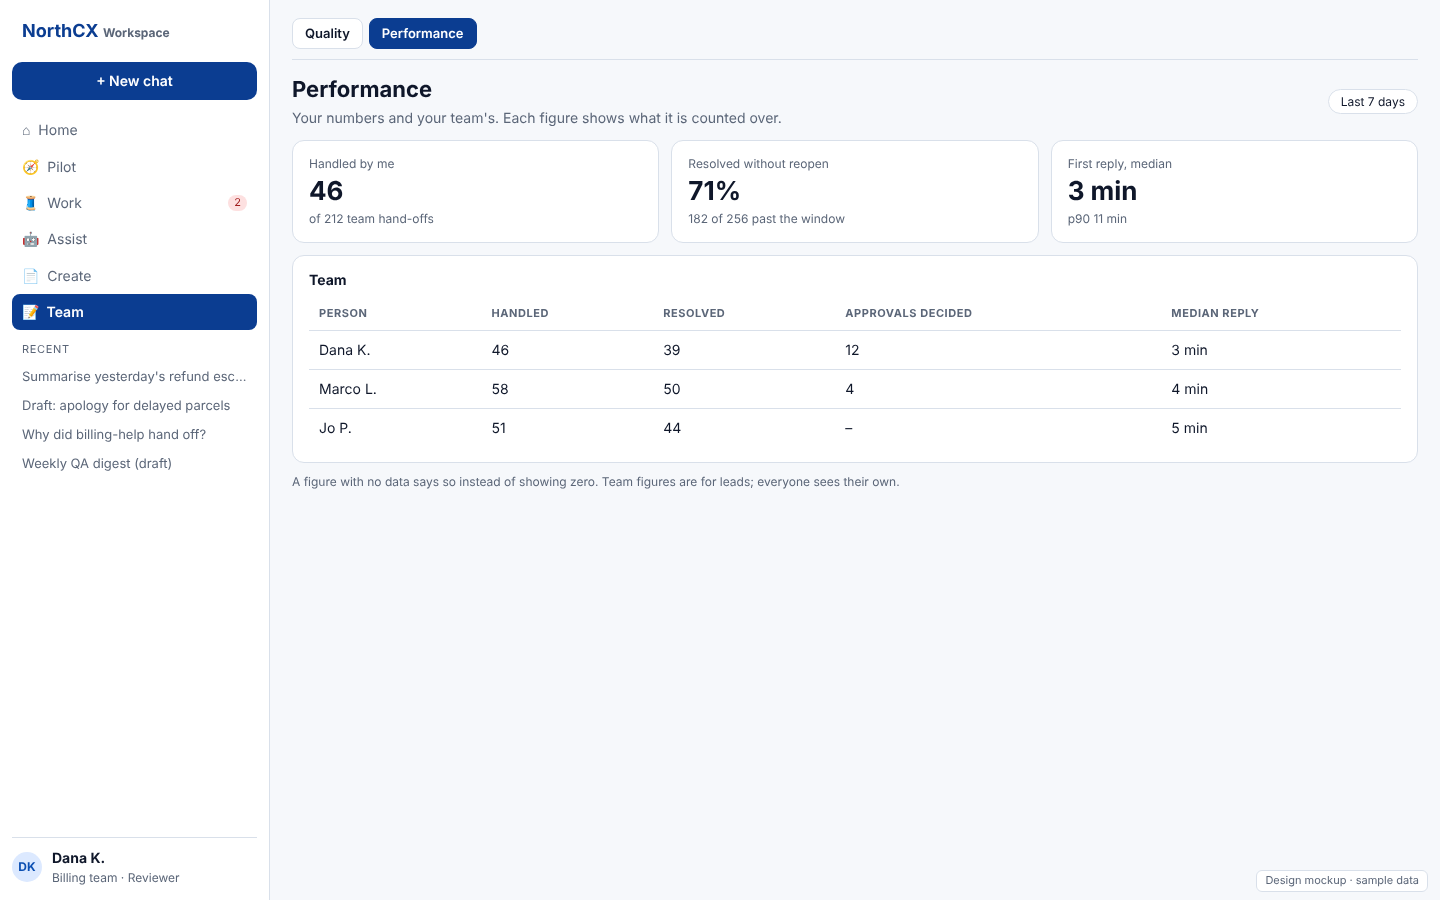 NorthCX Workspace
+ New chat
Home
Pilot
Work 2
Assist
Create
Team
RECENT
Summarise yesterday's refund esc...
Draft: apology for delayed parcels
Why did billing-help hand off?
Weekly QA digest (draft)
DK
Dana K.
Billing team · Reviewer
Quality Performance
Performance
Your numbers and your team's. Each figure shows what it is counted over.
Last 7 days
Handled by me
46
of 212 team hand-offs
Resolved without reopen
71%
182 of 256 past the window
First reply, median
3 min
p90 11 min
Team
PERSON HANDLED RESOLVED APPROVALS DECIDED MEDIAN REPLY
Dana K. 46 39 12 3 min
Marco L. 58 50 4 4 min
Jo P. 51 44 – 5 min
A figure with no data says so instead of showing zero. Team figures are for leads; everyone sees their own.
Design mockup · sample data